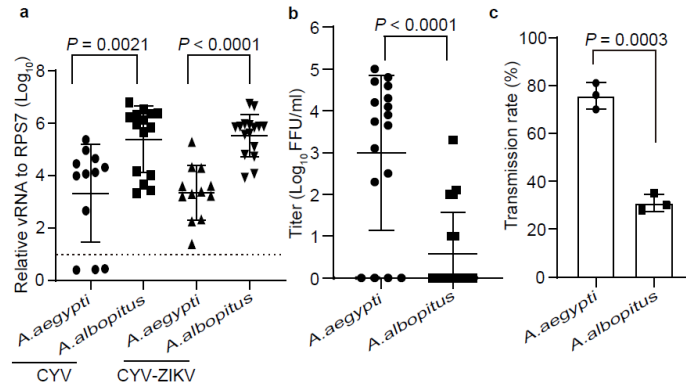 a
P = 0.0021
P < 0.0001
Relative vRNA to RPS7 (Log10)
8
6
4
2
0
A.aegypti
A.albopitus
A.aegypti
A.albopitus
CYV
CYV-ZIKV
b
P < 0.0001
Titer (Log10 FFU/ml)
6
5
4
3
2
1
0
A.aegypti
A.albopitus
c
P = 0.0003
Transmission rate (%)
100
80
60
40
20
0
A.aegypti
A.albopitus